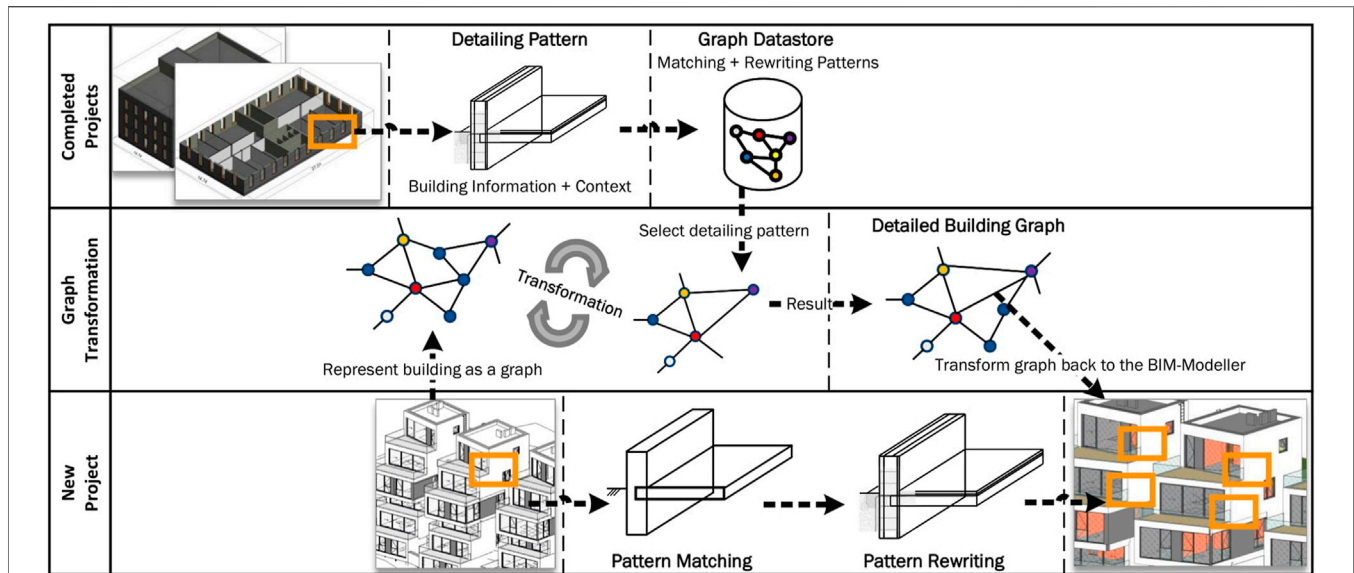 Completed
Projects
Detailing Pattern
Building Information + Context
Graph Datastore
Matching + Rewriting Patterns
Graph
Transformation
Represent building as a graph
Transformation
Select detailing pattern
Result
Detailed Building Graph
Transform graph back to the BIM-Modeller
New
Project
Pattern Matching
Pattern Rewriting